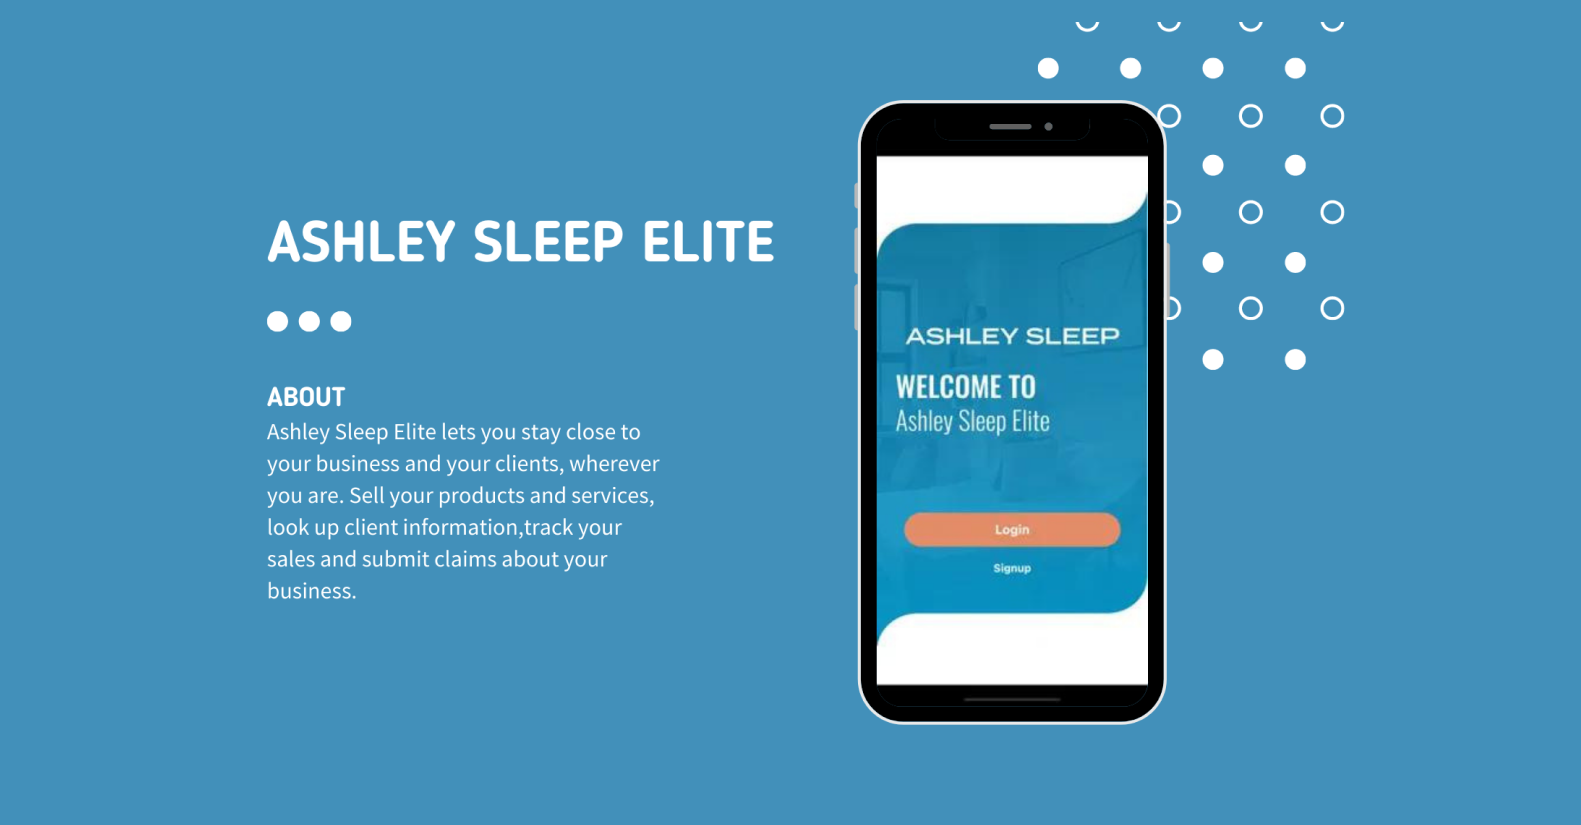 ASHLEY SLEEP ELITE
ABOUT
Ashley Sleep Elite lets you stay close to
your business and your clients, wherever
you are. Sell your products and services,
look up client information,track your
sales and submit claims about your
business.
ASHLEY SLEEP
WELCOME TO
Ashley Sleep Elite
Login
Signup